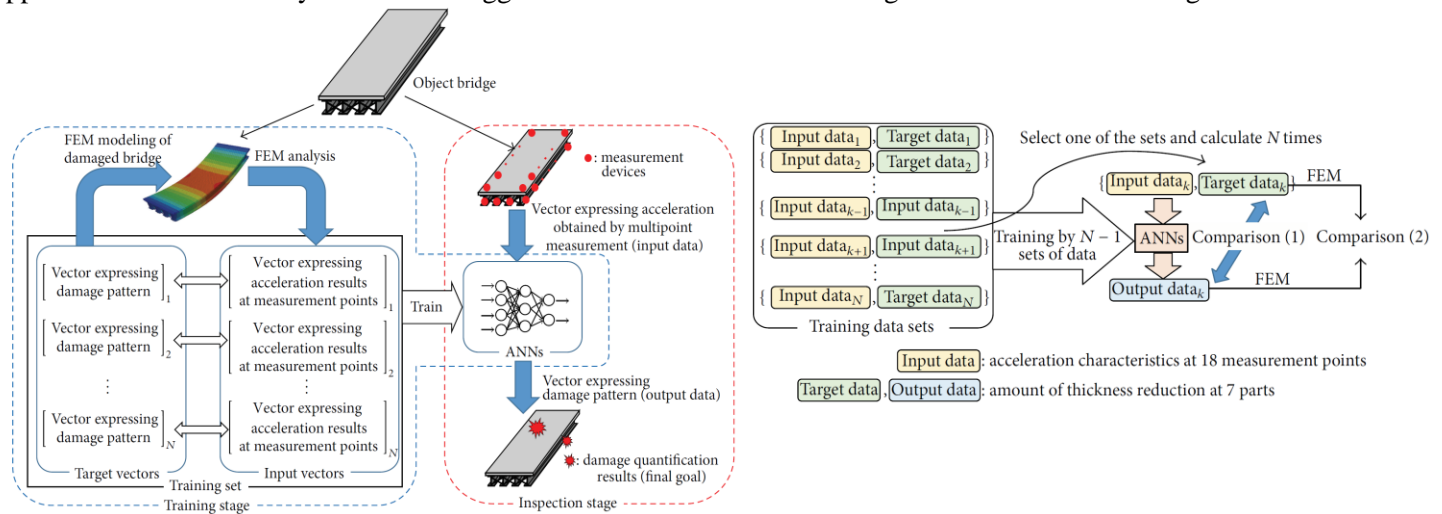 Object bridge
FEM modeling of
damaged bridge
FEM analysis
: measurement
devices
Vector expressing acceleration
obtained by multipoint
measurement (input data)
[Vector expressing
damage pattern]1
[Vector expressing
acceleration results
at measurement points]1
[Vector expressing
damage pattern]2
[Vector expressing
acceleration results
at measurement points]2
⋮
⋮
[Vector expressing
damage pattern]N
[Vector expressing
acceleration results
at measurement points]N
Target vectors
Input vectors
Training set
Training stage
Train
ANNs
Vector expressing
damage pattern (output data)
: damage quantification
results (final goal)
Inspection stage
{Input data1, Target data1}
{Input data2, Target data2}
⋮
{Input datak−1, Input datak−1}
{Input datak+1, Input datak+1}
⋮
{Input dataN, Target dataN}
Training data sets
Select one of the sets and calculate N times
{Input datak, Target datak}
FEM
Training by N − 1
sets of data
ANNs
Comparison (1)
Comparison (2)
Output datak
FEM
Input data: acceleration characteristics at 18 measurement points
Target data, Output data: amount of thickness reduction at 7 parts